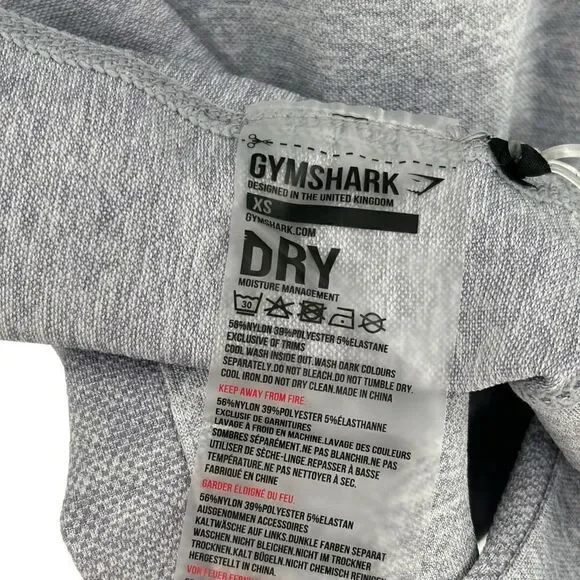 GYMSHARK
DESIGNED IN THE UNITED KINGDOM
XS
GYMSHARK.COM
DRY
MOISTURE MANAGEMENT
30
56%NYLON 39%POLYESTER 5%ELASTANE
EXCLUSIVE OF TRIMS
COOL WASH INSIDE OUT.WASH DARK COLOURS
SEPARATELY.DO NOT BLEACH.DO NOT TUMBLE DRY.
COOL IRON.DO NOT DRY CLEAN.MADE IN CHINA
KEEP AWAY FROM FIRE.
56%NYLON 39%POLYESTER 5%ÉLASTHANNE
EXCLUSIF DE GARNITURES
LAVAGE À FROID EN MACHINE.LAVAGE DES COULEURS
SOMBRES SÉPARÉMENT.NE PAS BLANCHIR.NE PAS
UTILISER DE SÈCHE-LINGE.REPASSER À BASSE
TEMPÉRATURE.NE PAS NETTOYER À SEC.
FABRIQUÉ EN CHINE
GARDER ÉLOIGNE DU FEU.
56%NYLON 39%POLYESTER 5%ELASTAN
AUSGENOMMEN ACCESSOIRES
KALTWÄSCHE AUF LINKS.DUNKLE FARBEN SEPARAT
WASCHEN.NICHT BLEICHEN.NICHT IM TROCKNER
TROCKNEN.KALT BÜGELN.NICHT CHEMISCH REINIGEN
HERGESTELLT IN CHINA.
VON FEUER